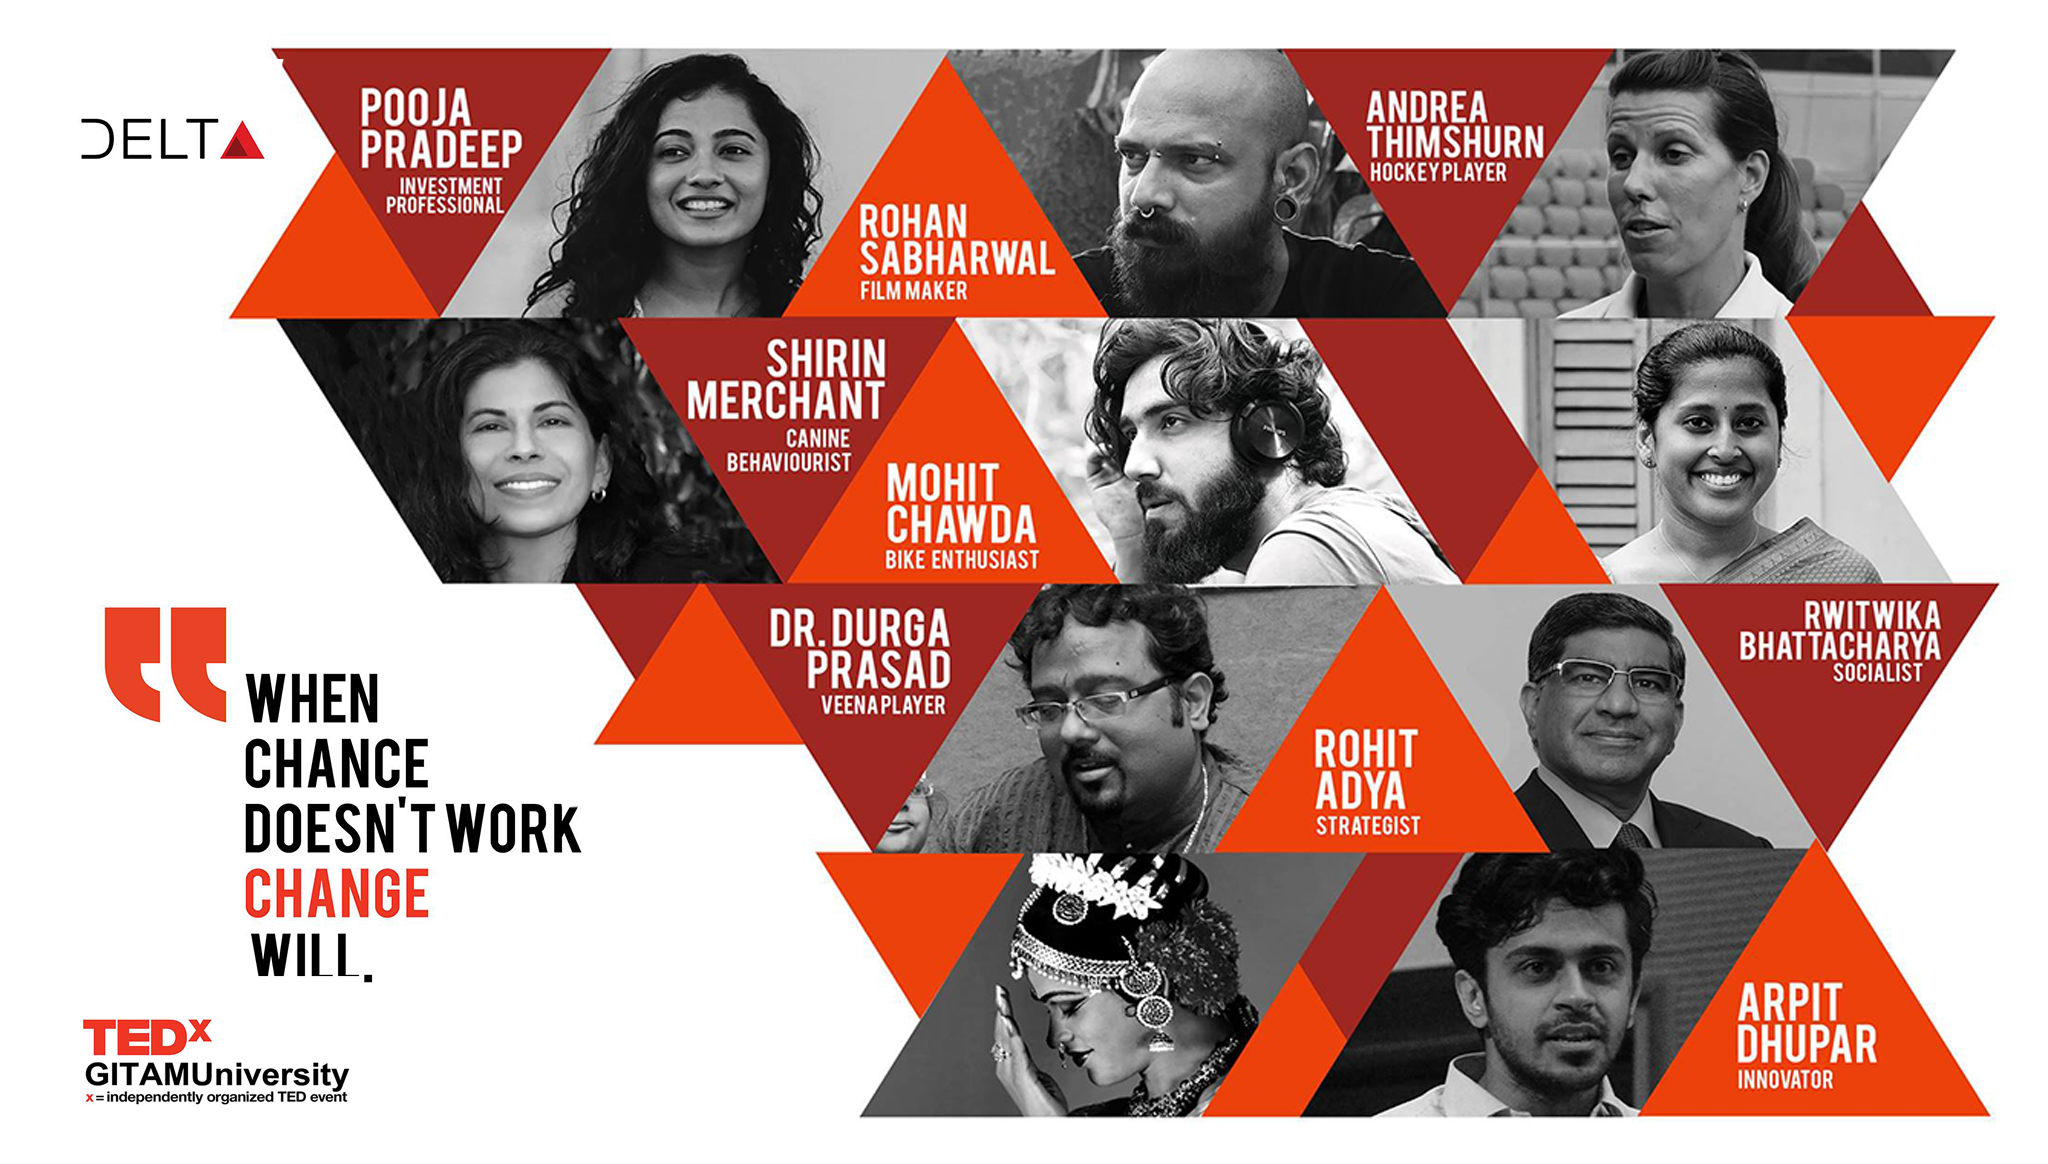 DELTA
POOJA
PRADEEP
INVESTMENT
PROFESSIONAL
ROHAN
SABHARWAL
FILM MAKER
ANDREA
THIMSHURN
HOCKEY PLAYER
SHIRIN
MERCHANT
CANINE
BEHAVIOURIST
MOHIT
CHAWDA
BIKE ENTHUSIAST
PHILIPS
DR. DURGA
PRASAD
VEENA PLAYER
ROHIT
ADYA
STRATEGIST
RWITWIKA
BHATTACHARYA
SOCIALIST
ARPIT
DHUPAR
INNOVATOR
WHEN
CHANCE
DOESN'T WORK
CHANGE
WILL.
TEDx
GITAMUniversity
x = independently organized TED event